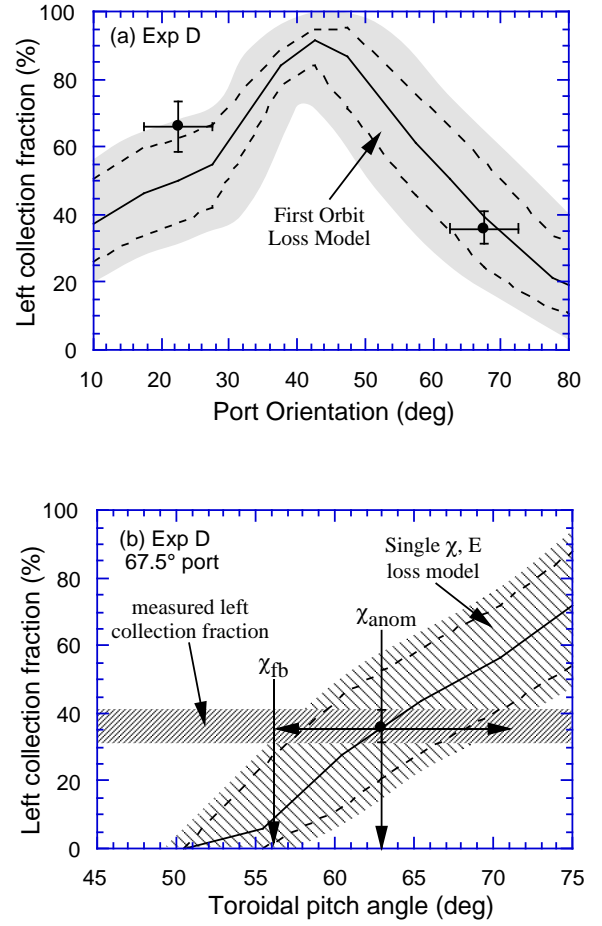 (a) Exp D
Left collection fraction (%)
100
80
60
40
20
0
First Orbit
Loss Model
10 20 30 40 50 60 70 80
Port Orientation (deg)
(b) Exp D
67.5° port
Left collection fraction (%)
100
80
60
40
20
0
Single χ, E
loss model
measured left
collection fraction
χanom
χfb
45 50 55 60 65 70 75
Toroidal pitch angle (deg)